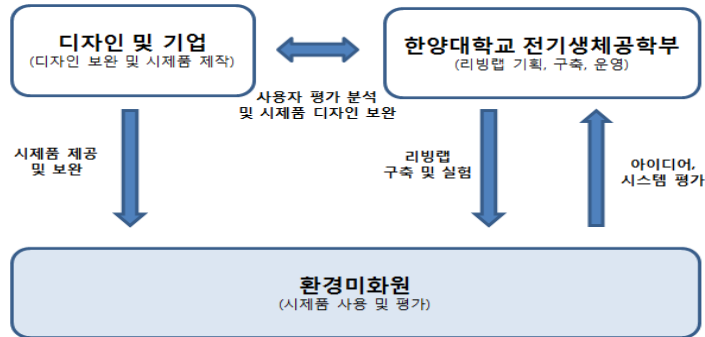 디자인 및 기업
(디자인 보완 및 시제품 제작)
한양대학교 전기생체공학부
(리빙랩 기획, 구축, 운영)
사용자 평가 분석
및 시제품 디자인 보완
시제품 제공
및 보완
리빙랩
구축 및 실험
아이디어,
시스템 평가
환경미화원
(시제품 사용 및 평가)